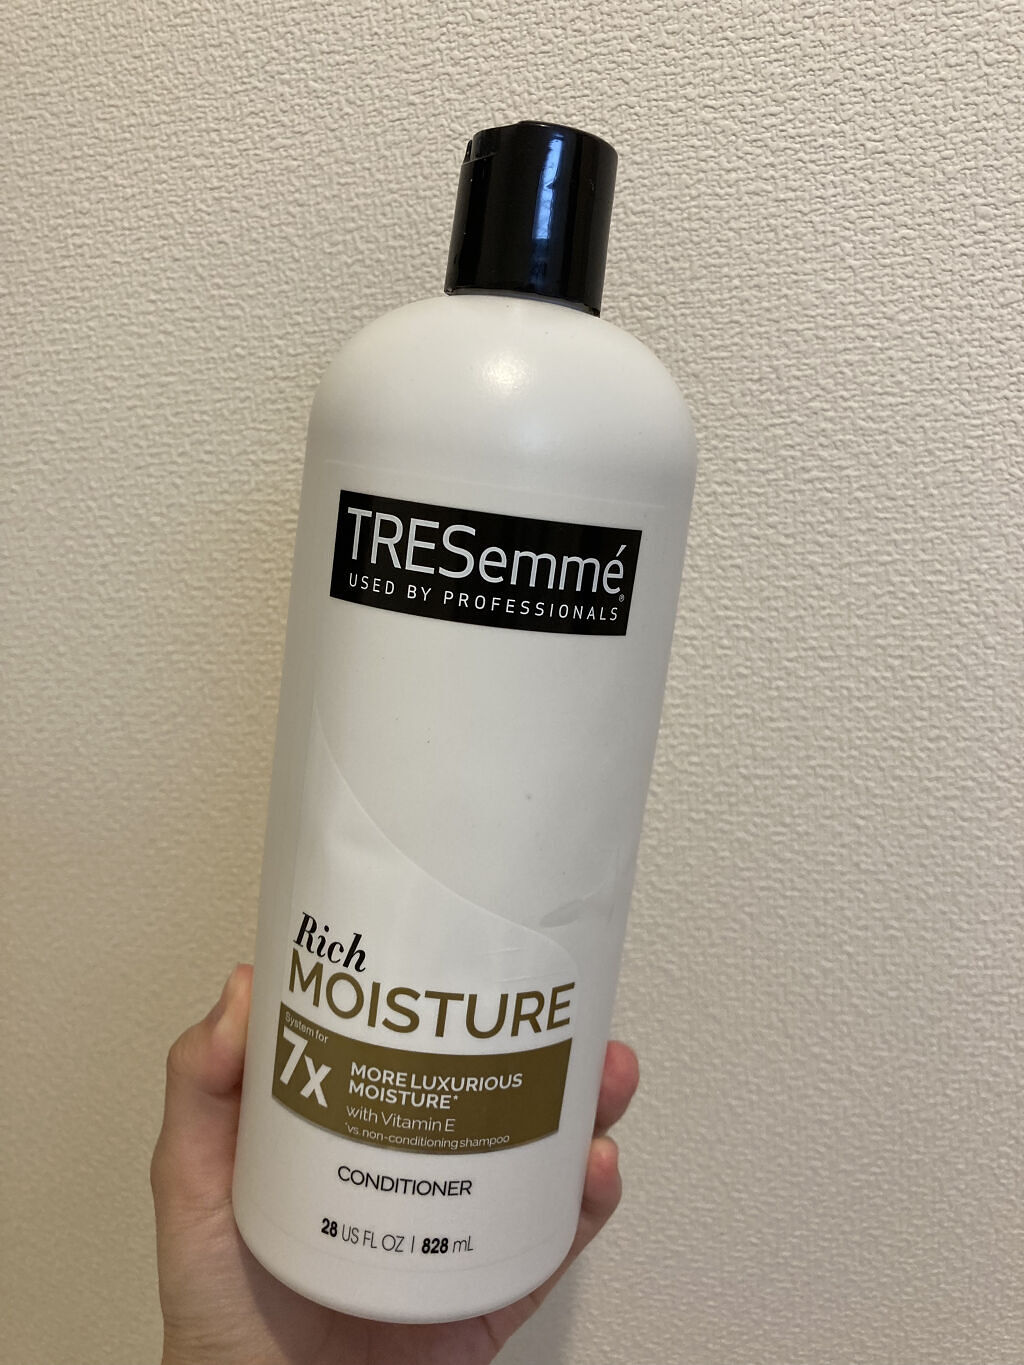 TRESemmé®
USED BY PROFESSIONALS
Rich
MOISTURE
System for
7x
MORE LUXURIOUS
MOISTURE*
with Vitamin E
*vs. non-conditioning shampoo
CONDITIONER
28 US FL OZ | 828 mL